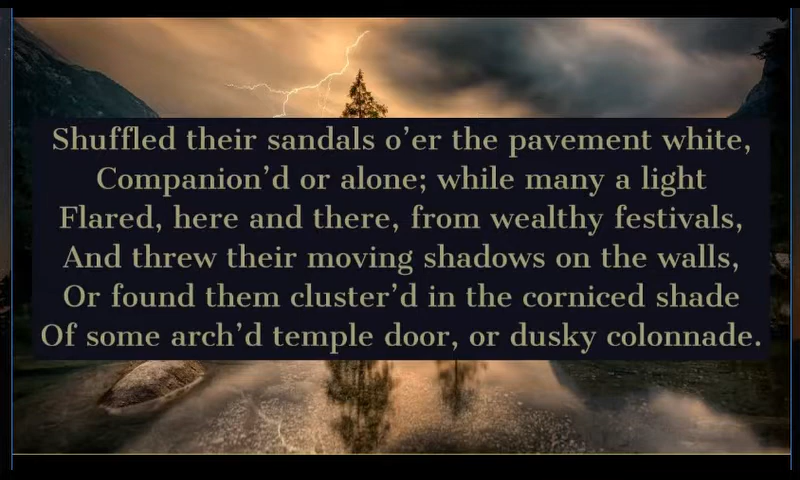 Shuffled their sandals o’er the pavement white,
Companion’d or alone; while many a light
Flared, here and there, from wealthy festivals,
And threw their moving shadows on the walls,
Or found them cluster’d in the corniced shade
Of some arch’d temple door, or dusky colonnade.